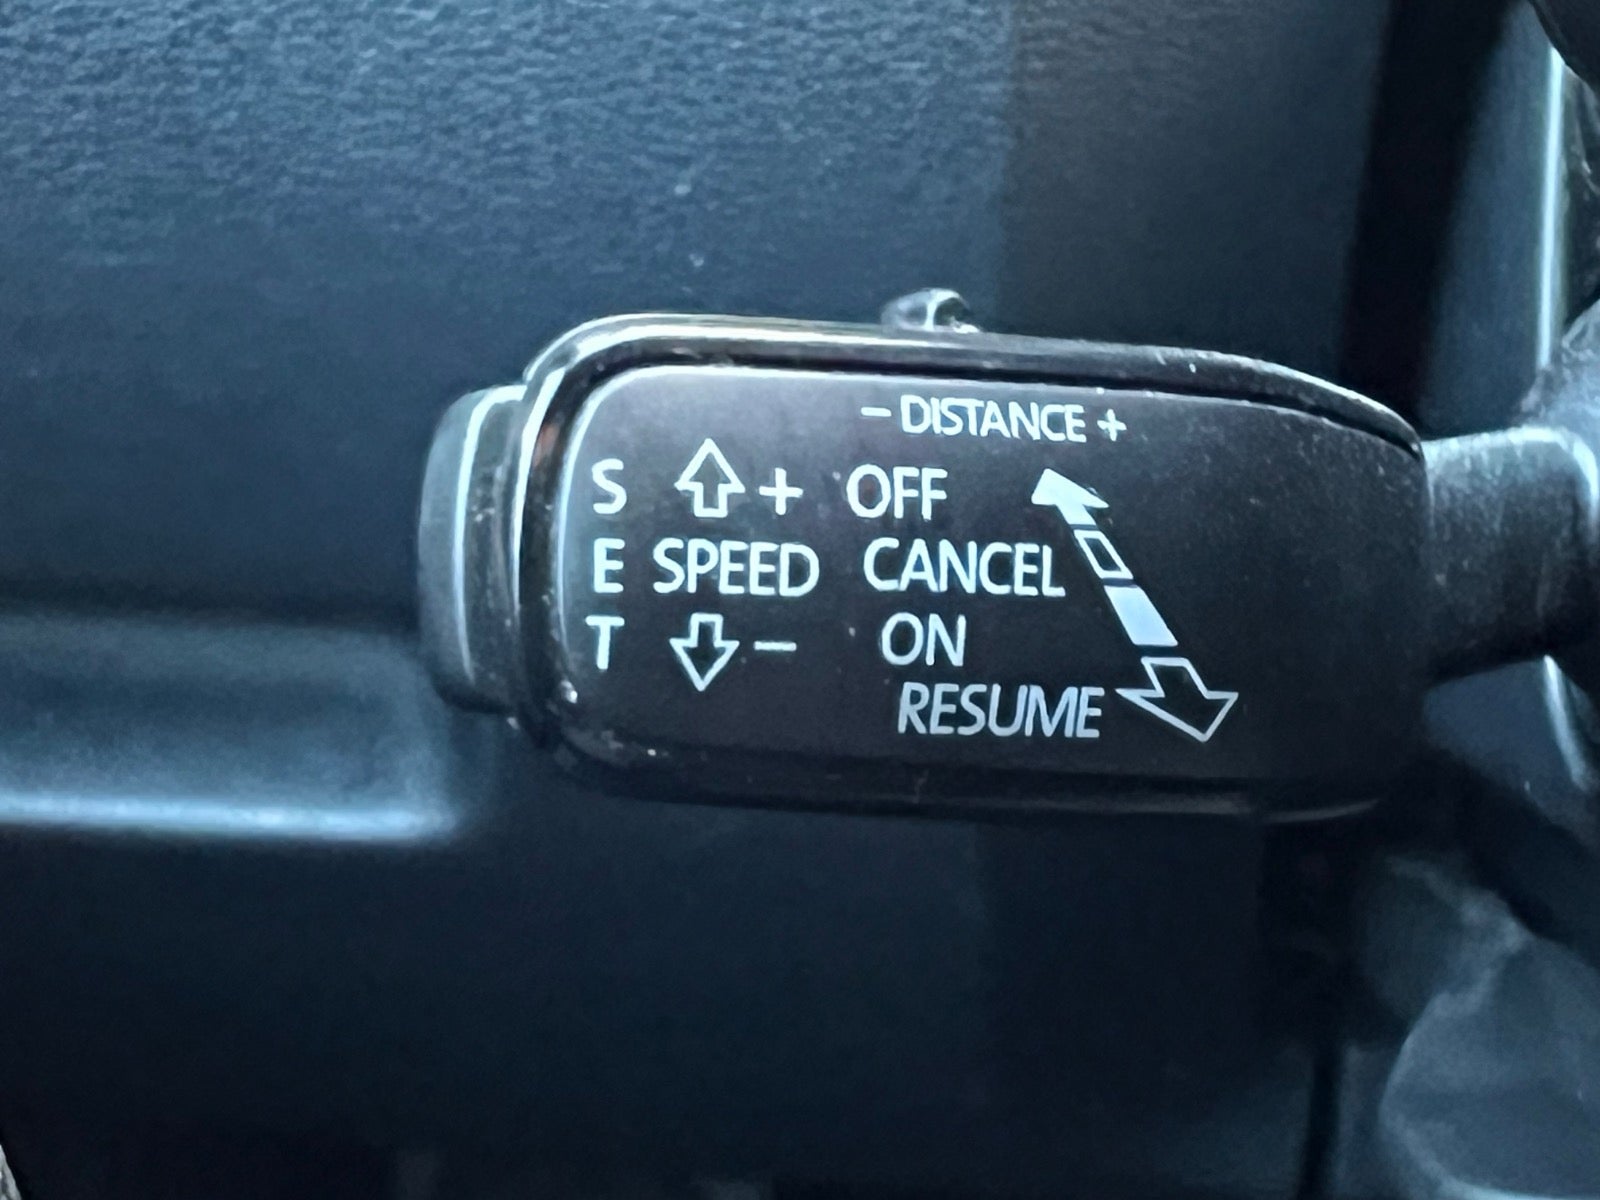 − DISTANCE +
S + OFF
E SPEED CANCEL
T − ON
RESUME